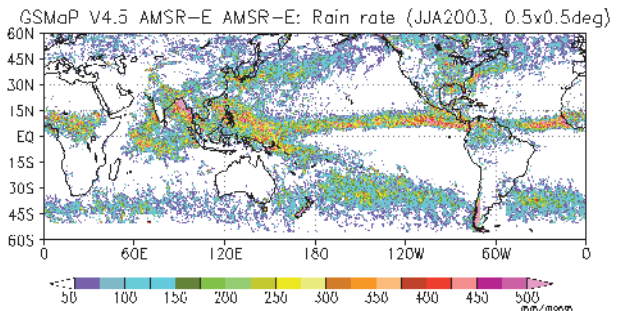 GSMaP V4.5 AMSR-E AMSR-E: Rain rate (JJA2003, 0.5x0.5deg)
60N
45N
30N
15N
EQ
15S
30S
45S
60S
0 60E 120E 180 120W 60W 0
50 100 150 200 250 300 350 400 450 500